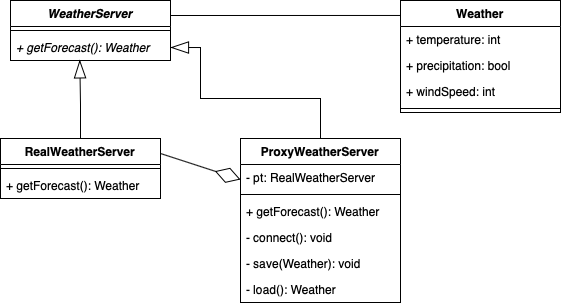 WeatherServer
+ getForecast(): Weather
Weather
+ temperature: int
+ precipitation: bool
+ windSpeed: int
RealWeatherServer
+ getForecast(): Weather
ProxyWeatherServer
- pt: RealWeatherServer
+ getForecast(): Weather
- connect(): void
- save(Weather): void
- load(): Weather